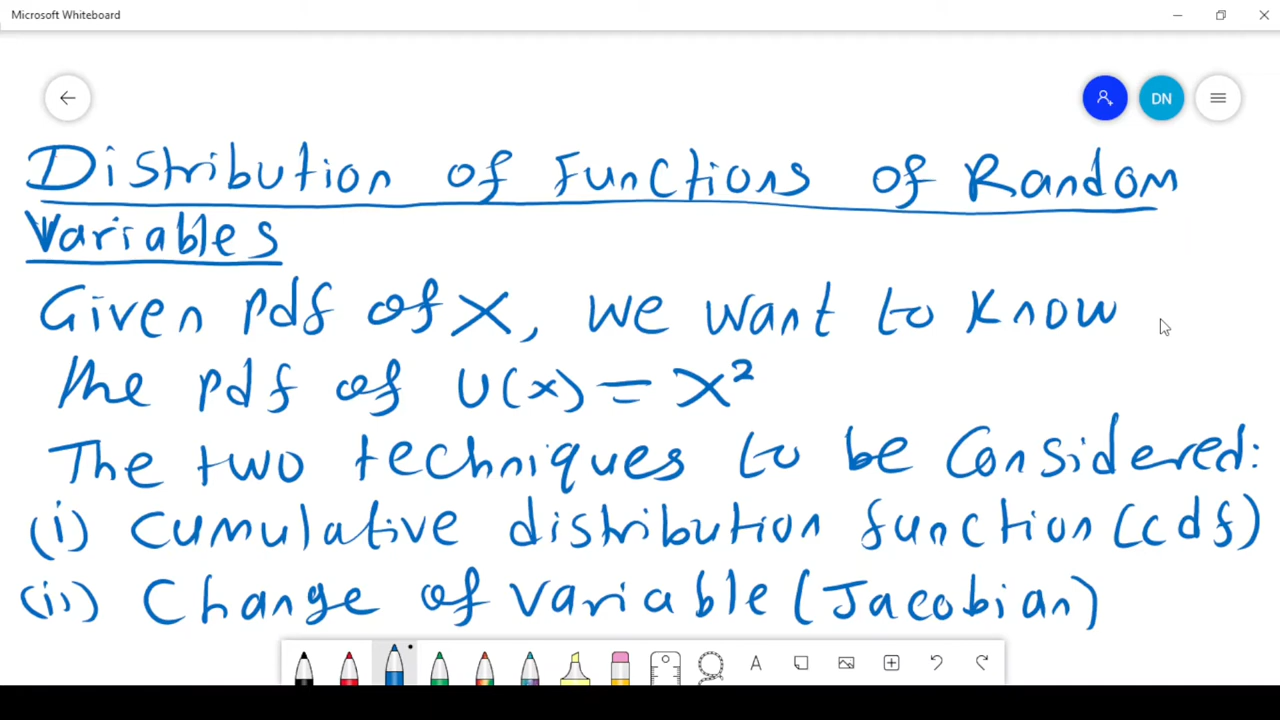 Microsoft Whiteboard
DN
Distribution of Functions of Random
Variables
Given pdf of X, we want to know
the pdf of U(x) = X²
The two techniques to be considered:
(i) Cumulative distribution function (cdf)
(ii) Change of variable (Jacobian)
A